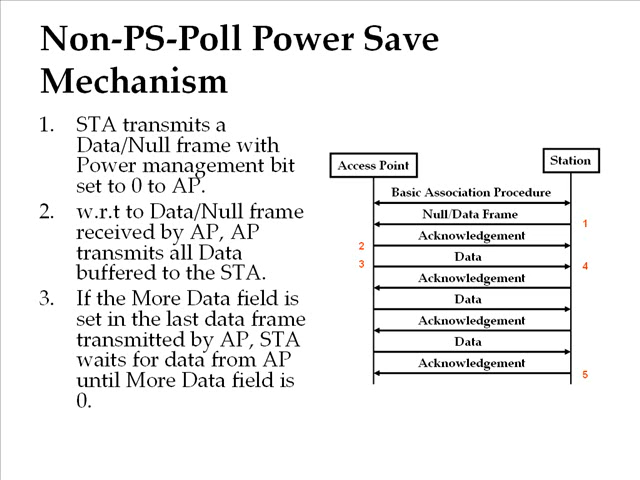 Non-PS-Poll Power Save
Mechanism
1. STA transmits a
Data/Null frame with
Power management bit
set to 0 to AP.
2. w.r.t to Data/Null frame
received by AP, AP
transmits all Data
buffered to the STA.
3. If the More Data field is
set in the last data frame
transmitted by AP, STA
waits for data from AP
until More Data field is
0.
Access Point
Station
Basic Association Procedure
Null/Data Frame
1
Acknowledgement
2
Data
3
4
Acknowledgement
Data
Acknowledgement
Data
Acknowledgement
5